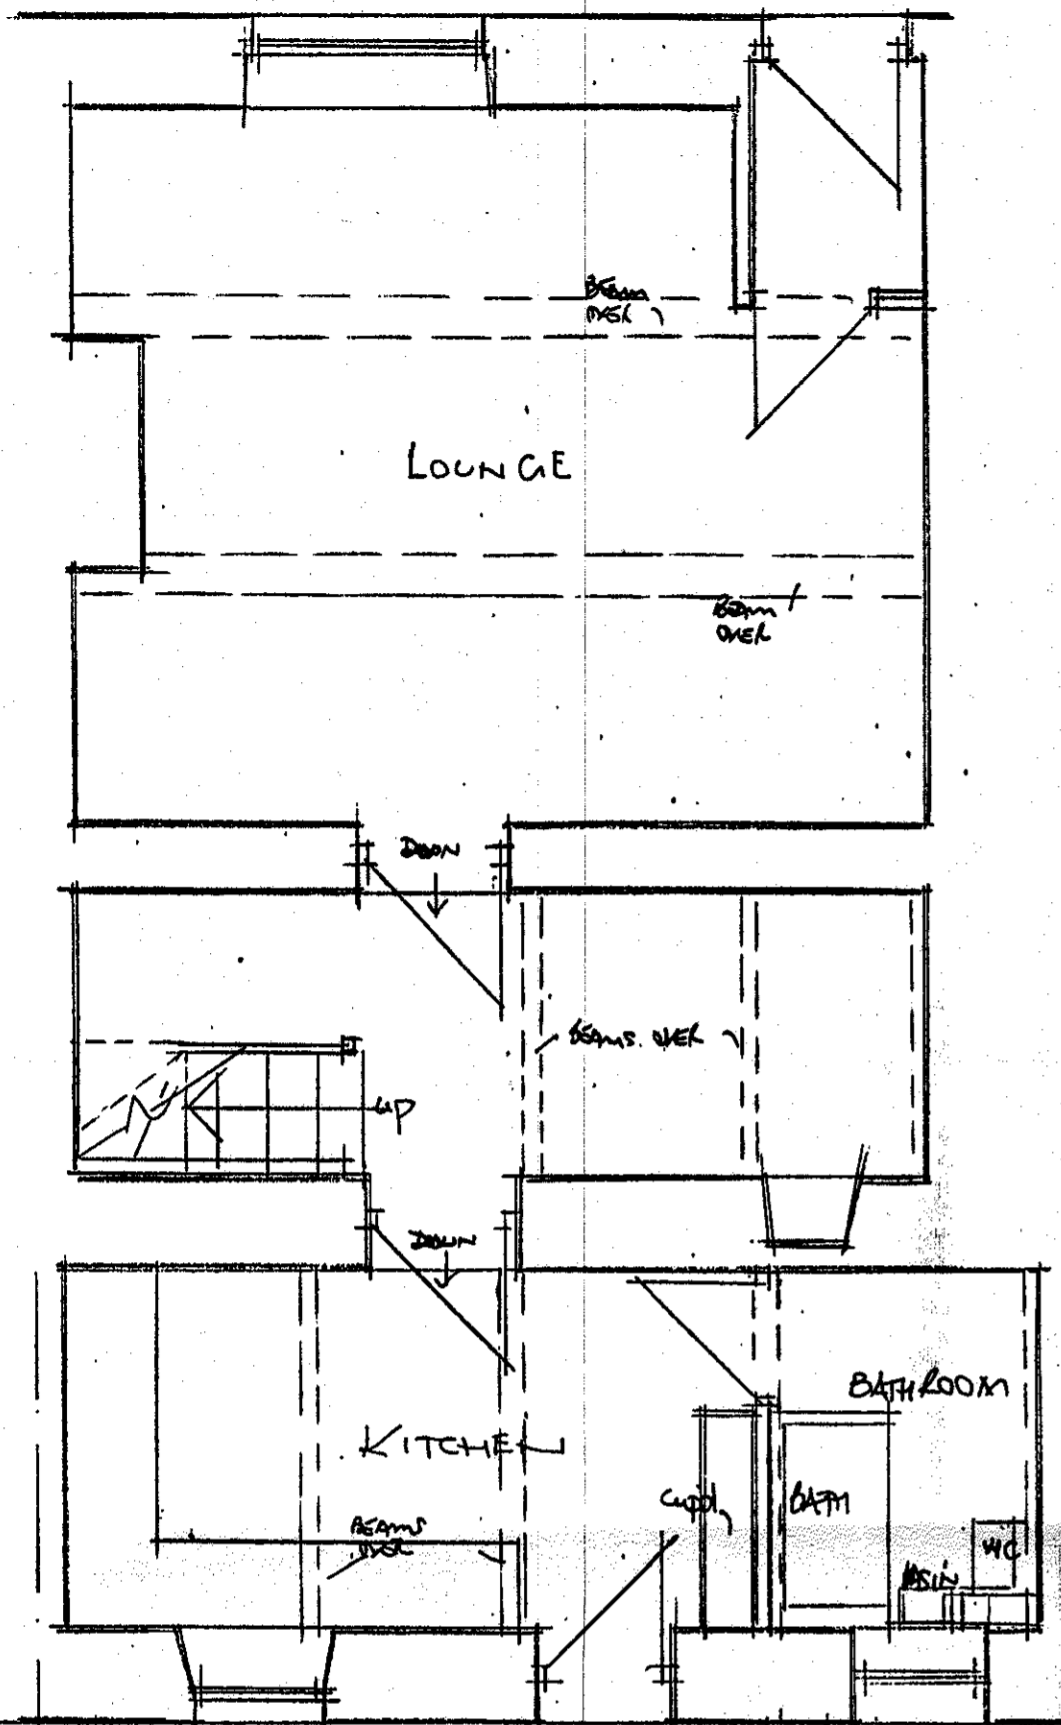 BEAM
OVER
LOUNGE
BEAM
OVER
DOWN
BEAMS OVER
UP
DOWN
BATHROOM
KITCHEN
Cupd,
BATH
BEAMS
OVER
WC
BASIN